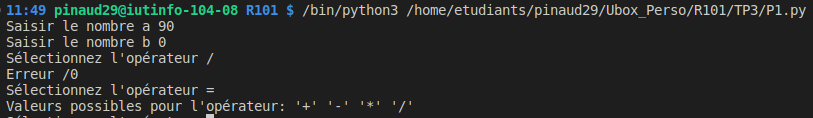 11:49 pinaud29@iutinfo-104-08 R101 $ /bin/python3 /home/etudiants/pinaud29/Ubox_Perso/R101/TP3/P1.py
Saisir le nombre a 90
Saisir le nombre b 0
Sélectionnez l'opérateur /
Erreur /0
Sélectionnez l'opérateur =
Valeurs possibles pour l'opérateur: '+' '-' '*' '/'